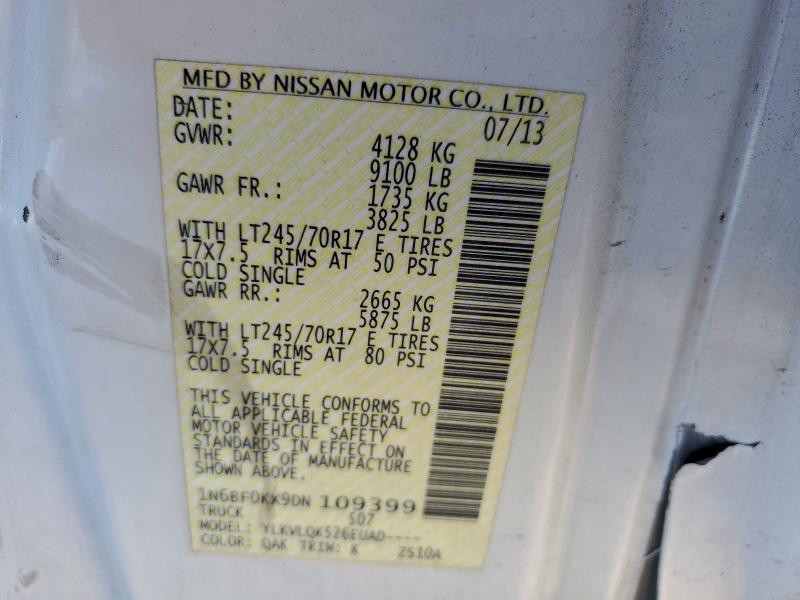 MFD BY NISSAN MOTOR CO., LTD.
DATE: 07/13
GVWR: 4128 KG
9100 LB
GAWR FR.: 1735 KG
3825 LB
WITH LT245/70R17 E TIRES
17X7.5 RIMS AT 50 PSI
COLD SINGLE
GAWR RR.: 2665 KG
5875 LB
WITH LT245/70R17 E TIRES
17X7.5 RIMS AT 80 PSI
COLD SINGLE
THIS VEHICLE CONFORMS TO
ALL APPLICABLE FEDERAL
MOTOR VEHICLE SAFETY
STANDARDS IN EFFECT ON
THE DATE OF MANUFACTURE
SHOWN ABOVE.
1N6BF0KX9DN 109399
TRUCK 507
MODEL: YLKVLQK526EUAD----
COLOR: QAK TRIM: K 2S10A